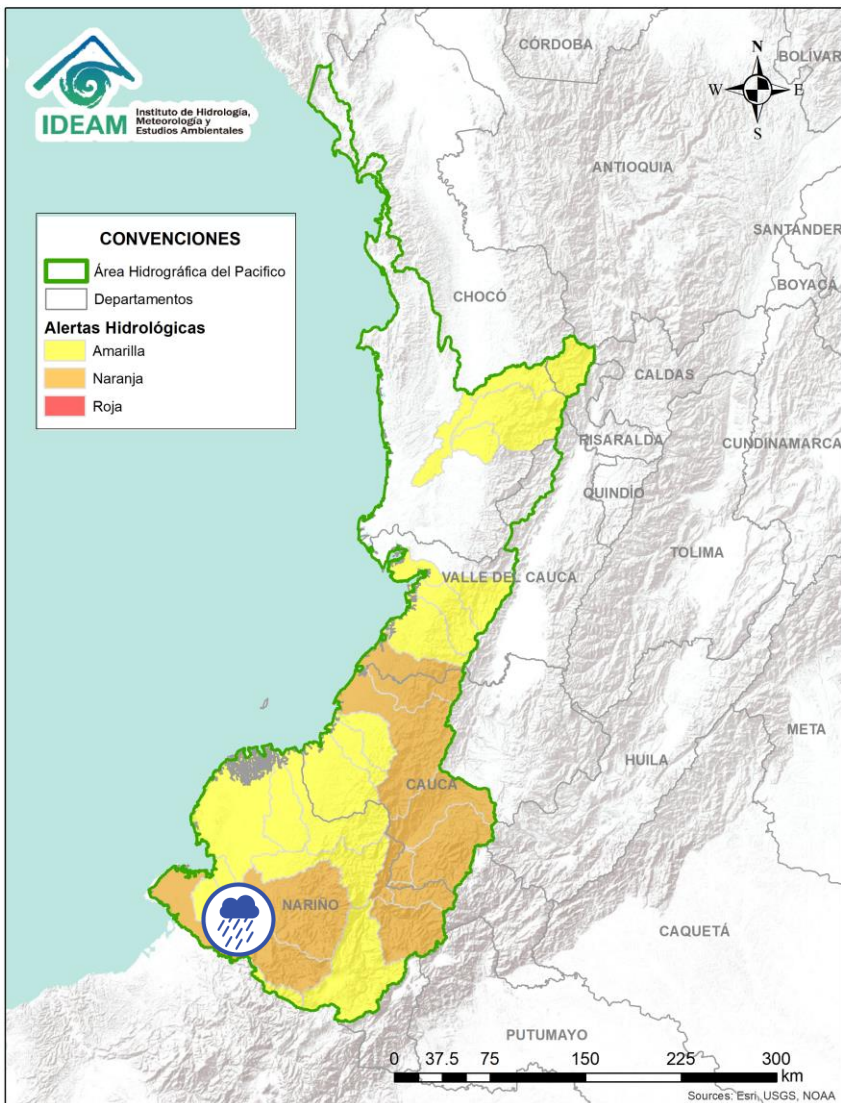 IDEAM
Instituto de Hidrología,
Meteorología y
Estudios Ambientales
N
W
E
S
CONVENCIONES
Área Hidrográfica del Pacifico
Departamentos
Alertas Hidrológicas
Amarilla
Naranja
Roja
CÓRDOBA
BOLÍVAR
ANTIOQUIA
SANTANDER
BOYACÁ
CHOCÓ
CALDAS
RISARALDA
CUNDINAMARCA
QUINDÍO
TOLIMA
VALLE DEL CAUCA
META
HUILA
CAUCA
NARIÑO
CAQUETÁ
PUTUMAYO
0 37.5 75 150 225 300
km
Sources: Esri, USGS, NOAA